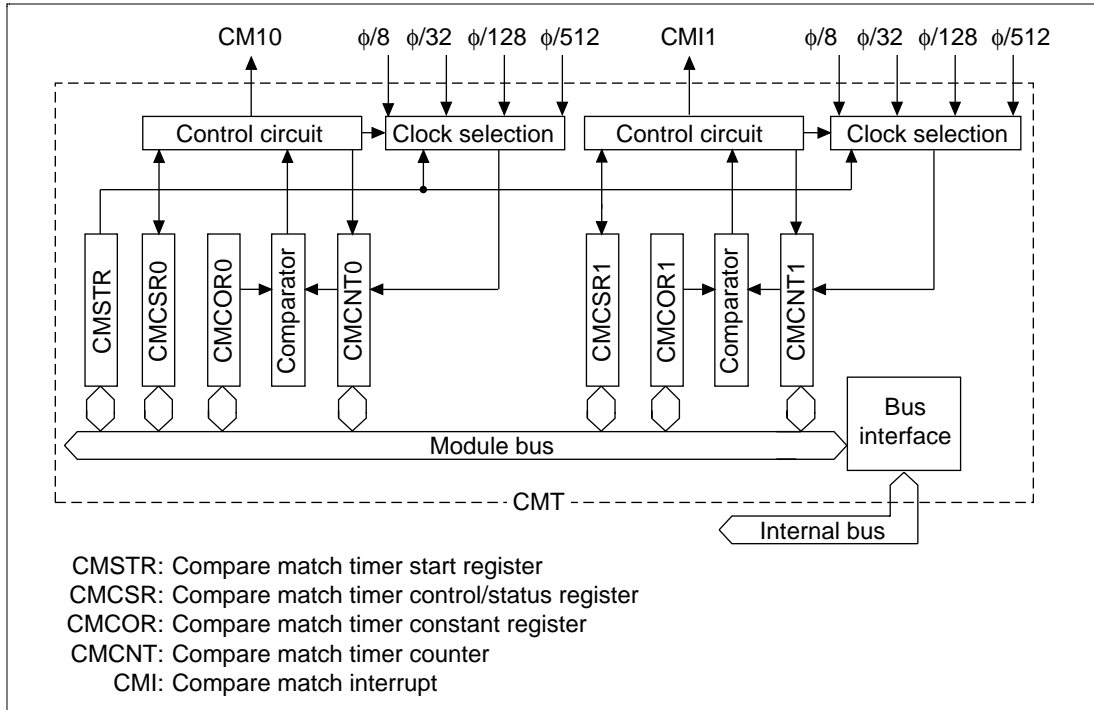 CM10 ϕ/8 ϕ/32 ϕ/128 ϕ/512 CMI1 ϕ/8 ϕ/32 ϕ/128 ϕ/512
Control circuit Clock selection Control circuit Clock selection
CMSTR
CMCSR0
CMCOR0
Comparator
CMCNT0
CMCSR1
CMCOR1
Comparator
CMCNT1
Bus
interface
Module bus
CMT
Internal bus
CMSTR: Compare match timer start register
CMCSR: Compare match timer control/status register
CMCOR: Compare match timer constant register
CMCNT: Compare match timer counter
CMI: Compare match interrupt